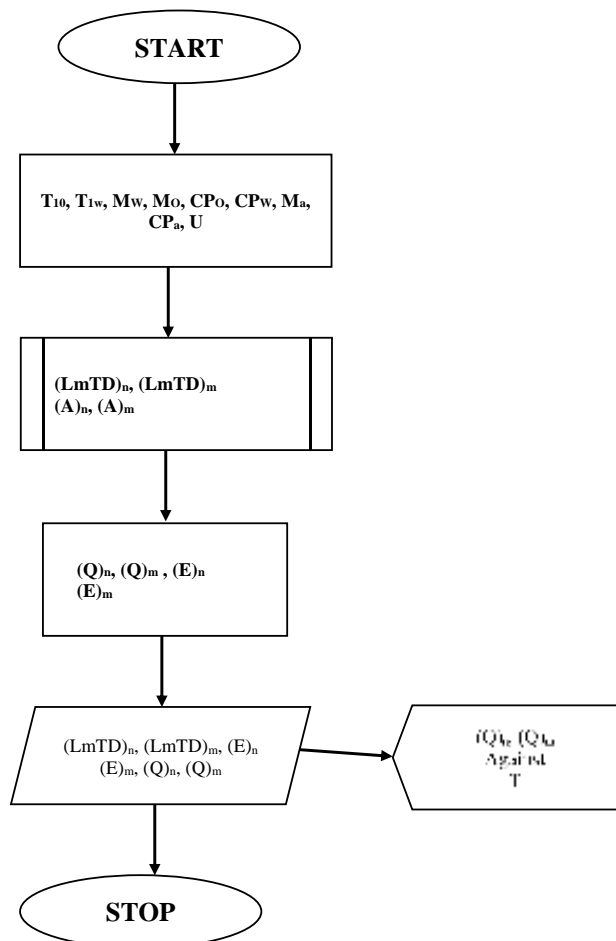 START
T₁₀, T₁w, Mw, Mo, CPo, CPw, Mₐ,
CPₐ, U
(LmTD)ₙ, (LmTD)ₘ
(A)ₙ, (A)ₘ
(Q)ₙ, (Q)ₘ , (E)ₙ
(E)ₘ
(LmTD)ₙ, (LmTD)ₘ, (E)ₙ
(E)ₘ, (Q)ₙ, (Q)ₘ
Against
T
STOP